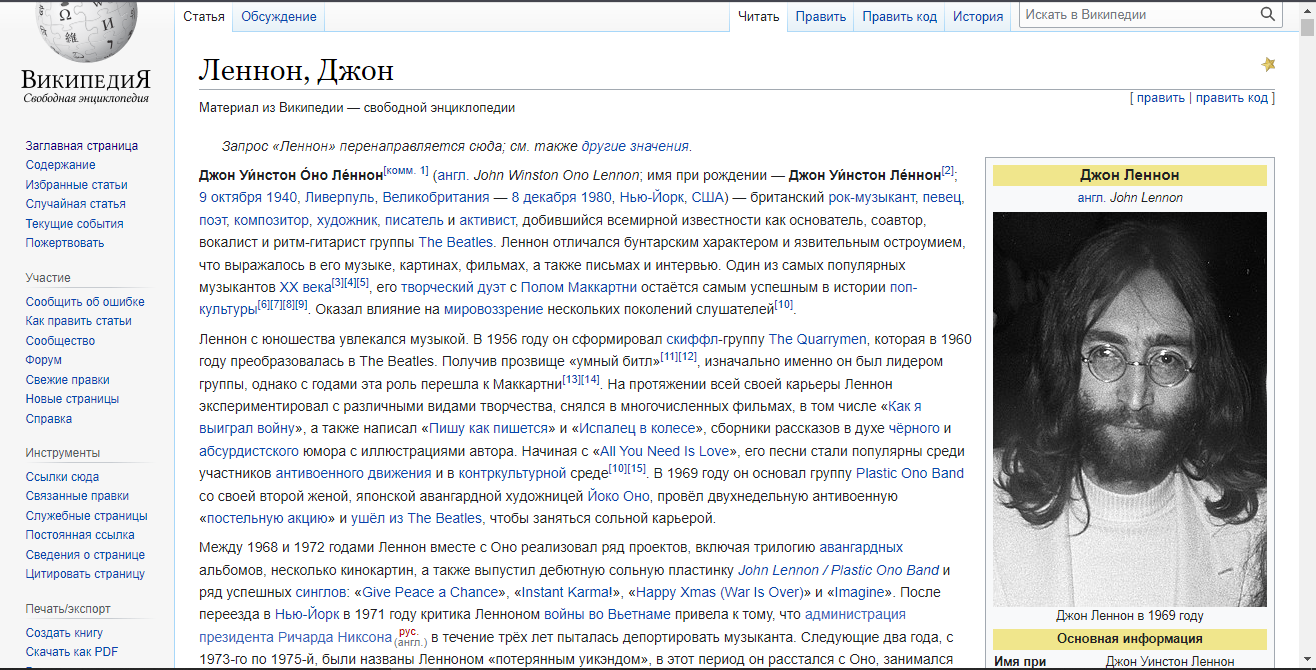 Статья Обсуждение Читать Править Править код История Искать в Википедии
ВикипедиЯ
Свободная энциклопедия
Заглавная страница
Содержание
Избранные статьи
Случайная статья
Текущие события
Пожертвовать
Участие
Сообщить об ошибке
Как править статьи
Сообщество
Форум
Свежие правки
Новые страницы
Справка
Инструменты
Ссылки сюда
Связанные правки
Служебные страницы
Постоянная ссылка
Сведения о странице
Цитировать страницу
Печать/экспорт
Создать книгу
Скачать как PDF
Леннон, Джон
[ править | править код ]
Материал из Википедии — свободной энциклопедии
Запрос «Леннон» перенаправляется сюда; см. также другие значения.
Джон Уи́нстон О́но Ле́ннон[комм. 1] (англ. John Winston Ono Lennon; имя при рождении — Джон Уи́нстон Ле́ннон[2];
9 октября 1940, Ливерпуль, Великобритания — 8 декабря 1980, Нью-Йорк, США) — британский рок-музыкант, певец,
поэт, композитор, художник, писатель и активист, добившийся всемирной известности как основатель, соавтор,
вокалист и ритм-гитарист группы The Beatles. Леннон отличался бунтарским характером и язвительным остроумием,
что выражалось в его музыке, картинах, фильмах, а также письмах и интервью. Один из самых популярных
музыкантов XX века[3][4][5], его творческий дуэт с Полом Маккартни остаётся самым успешным в истории поп-
культуры[6][7][8][9]. Оказал влияние на мировоззрение нескольких поколений слушателей[10].
Леннон с юношества увлекался музыкой. В 1956 году он сформировал скиффл-группу The Quarrymen, которая в 1960
году преобразовалась в The Beatles. Получив прозвище «умный битл»[11][12], изначально именно он был лидером
группы, однако с годами эта роль перешла к Маккартни[13][14]. На протяжении всей своей карьеры Леннон
экспериментировал с различными видами творчества, снялся в многочисленных фильмах, в том числе «Как я
выиграл войну», а также написал «Пишу как пишется» и «Испалец в колесе», сборники рассказов в духе чёрного и
абсурдистского юмора с иллюстрациями автора. Начиная с «All You Need Is Love», его песни стали популярны среди
участников антивоенного движения и в контркультурной среде[10][15]. В 1969 году он основал группу Plastic Ono Band
со своей второй женой, японской авангардной художницей Йоко Оно, провёл двухнедельную антивоенную
«постельную акцию» и ушёл из The Beatles, чтобы заняться сольной карьерой.
Между 1968 и 1972 годами Леннон вместе с Оно реализовал ряд проектов, включая трилогию авангардных
альбомов, несколько кинокартин, а также выпустил дебютную сольную пластинку John Lennon / Plastic Ono Band и
ряд успешных синглов: «Give Peace a Chance», «Instant Karma!», «Happy Xmas (War Is Over)» и «Imagine». После
переезда в Нью-Йорк в 1971 году критика Ленноном войны во Вьетнаме привела к тому, что администрация
президента Ричарда Никсона рус. (англ.) в течение трёх лет пыталась депортировать музыканта. Следующие два года, с
1973-го по 1975-й, были названы Ленноном «потерянным уикэндом», в этот период он расстался с Оно, занимался
Джон Леннон
англ. John Lennon
Джон Леннон в 1969 году
Основная информация
Имя при Джон Уинстон Леннон